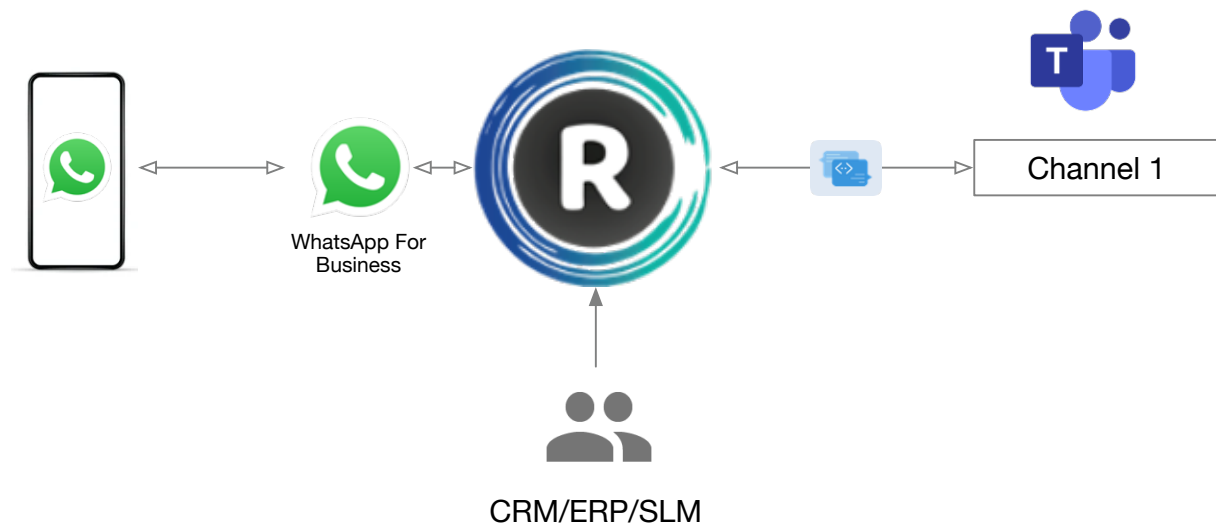 T
Channel 1
R
WhatsApp For
Business
CRM/ERP/SLM